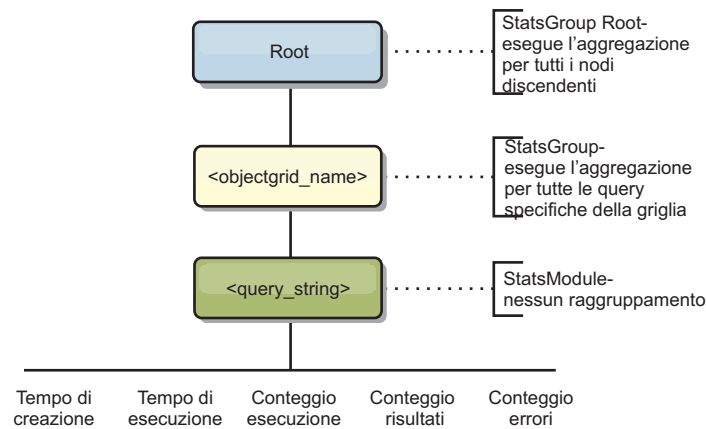 Root
StatsGroup Root-
esegue l'aggregazione
per tutti i nodi
discendenti
<objectgrid_name>
StatsGroup-
esegue l'aggregazione
per tutte le query
specifiche della griglia
<query_string>
StatsModule-
nessun raggruppamento
Tempo di
creazione
Tempo di
esecuzione
Conteggio
esecuzione
Conteggio
risultati
Conteggio
errori